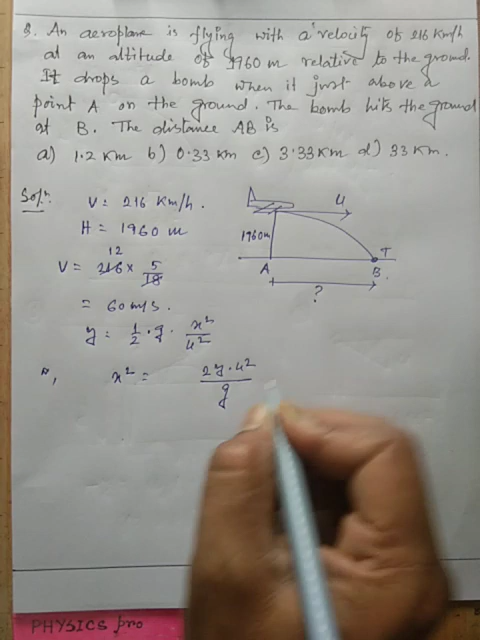 8. An aeroplane is flying with a velocity of 216 Km/h
at an altitude of 1960 m relative to the ground.
It drops a bomb when it just above a
point A on the ground. The bomb hits the ground
at B. The distance AB is
a) 1.2 Km b) 0.33 km c) 3.33 km d) 33 Km.
Solⁿ:
V = 216 Km/h.
H = 1960 m
12
V = 216 × 5/18
= 60 m/s.
y = 1/2 · g · x²/u²
x² = 2y·u²/g
u
1960m
A
B.
T
?
PHYSICS pro